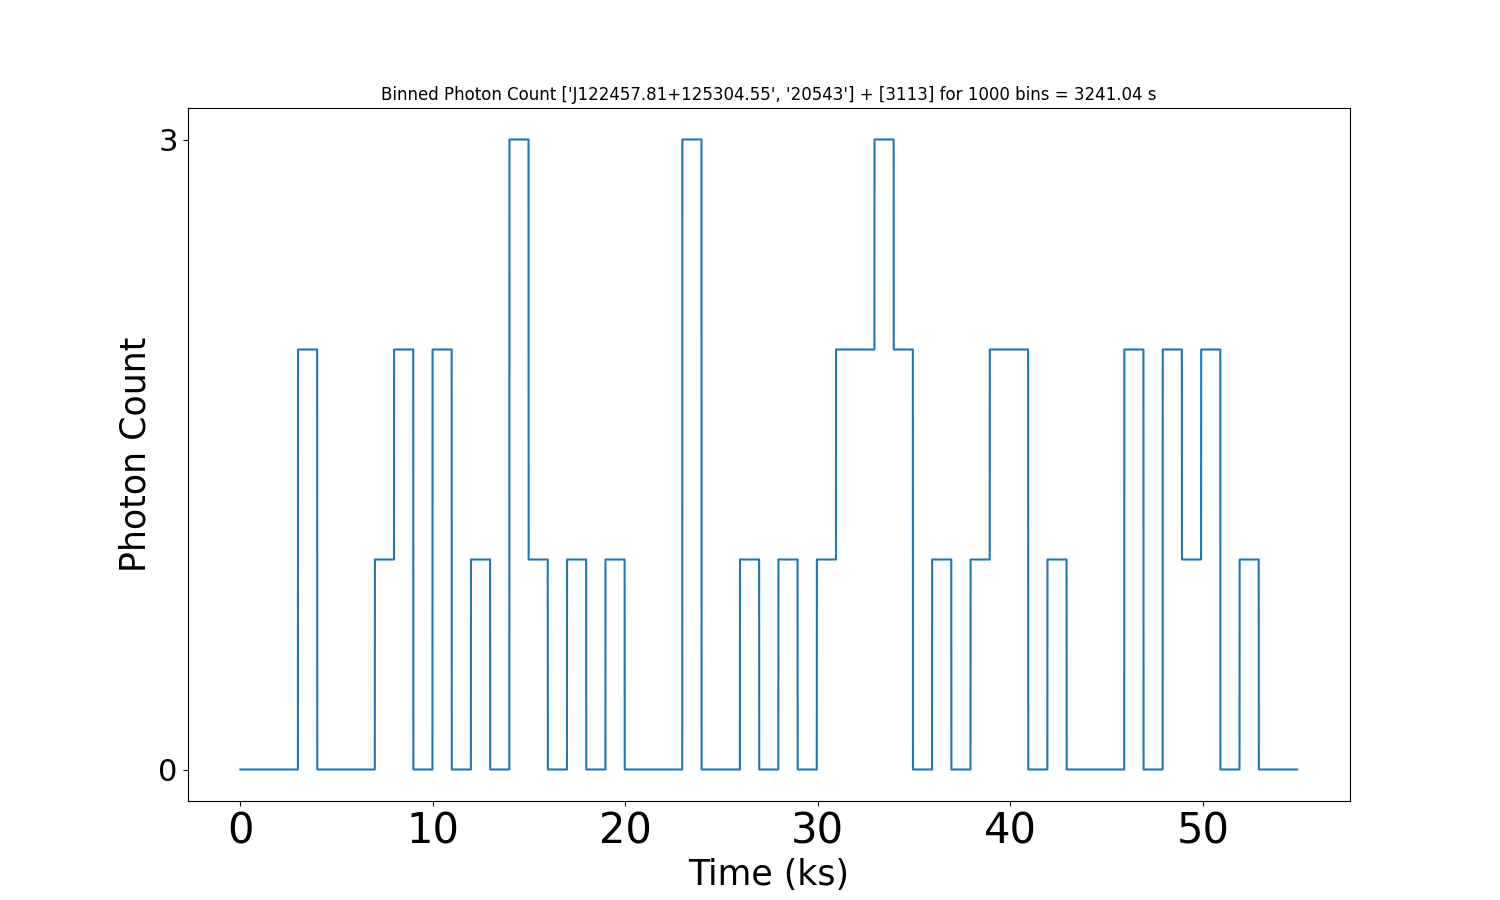 Binned Photon Count ['J122457.81+125304.55', '20543'] + [3113] for 1000 bins = 3241.04 s
3
Photon Count
0
0 10 20 30 40 50
Time (ks)